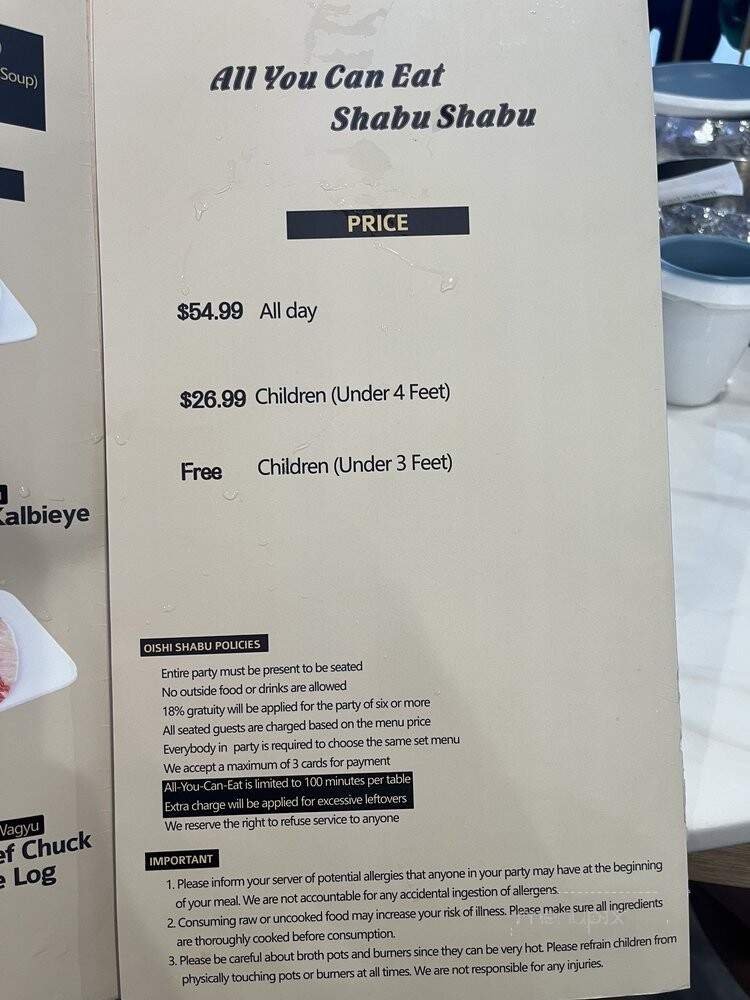 Soup)
Kalbieye
Wagyu
Chuck
Log
All You Can Eat
Shabu Shabu
PRICE
$54.99 All day
$26.99 Children (Under 4 Feet)
Free Children (Under 3 Feet)
OISHI SHABU POLICIES
Entire party must be present to be seated
No outside food or drinks are allowed
18% gratuity will be applied for the party of six or more
All seated guests are charged based on the menu price
Everybody in party is required to choose the same set menu
We accept a maximum of 3 cards for payment
All-You-Can-Eat is limited to 100 minutes per table
Extra charge will be applied for excessive leftovers
We reserve the right to refuse service to anyone
IMPORTANT
1. Please inform your server of potential allergies that anyone in your party may have at the beginning
of your meal. We are not accountable for any accidental ingestion of allergens.
2. Consuming raw or uncooked food may increase your risk of illness. Please make sure all ingredients
are thoroughly cooked before consumption.
3. Please be careful about broth pots and burners since they can be very hot. Please refrain children from
physically touching pots or burners at all times. We are not responsible for any injuries.